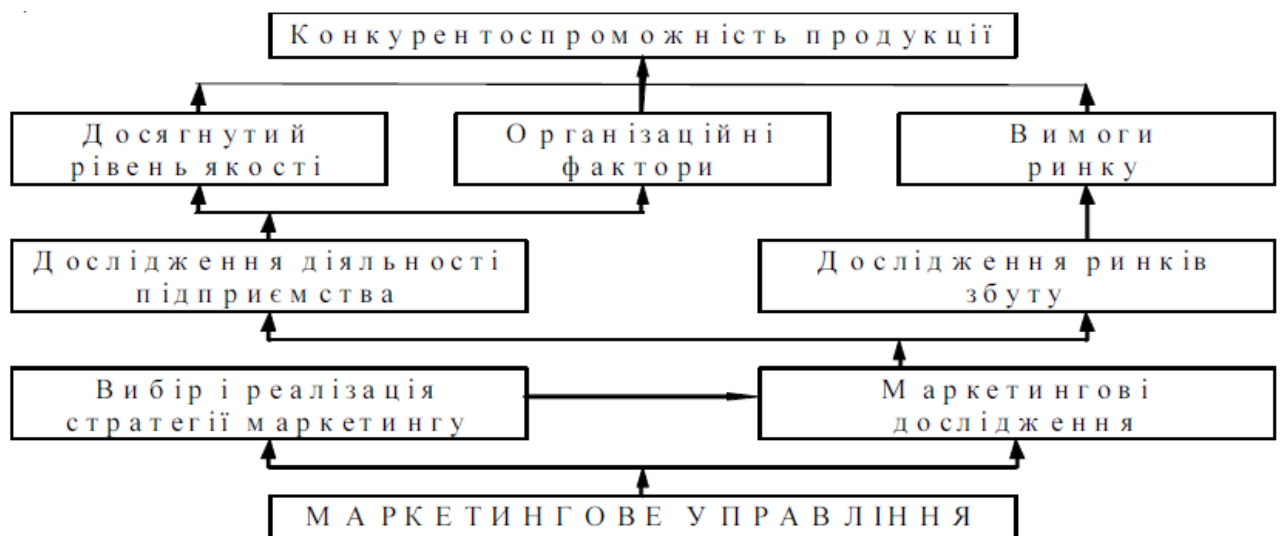 Конкурентоспроможність продукції
Досягнутий
рівень якості
Організаційні
фактори
Вимоги
ринку
Дослідження діяльності
підприємства
Дослідження ринків
збуту
Вибір і реалізація
стратегії маркетингу
Маркетингові
дослідження
МАРКЕТИНГОВЕ УПРАВЛІННЯ